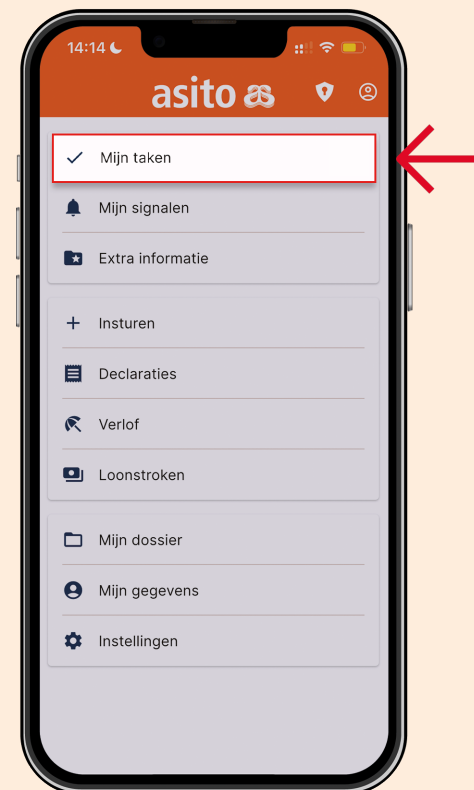 14:14
asito
Mijn taken
Mijn signalen
Extra informatie
Insturen
Declaraties
Verlof
Loonstroken
Mijn dossier
Mijn gegevens
Instellingen